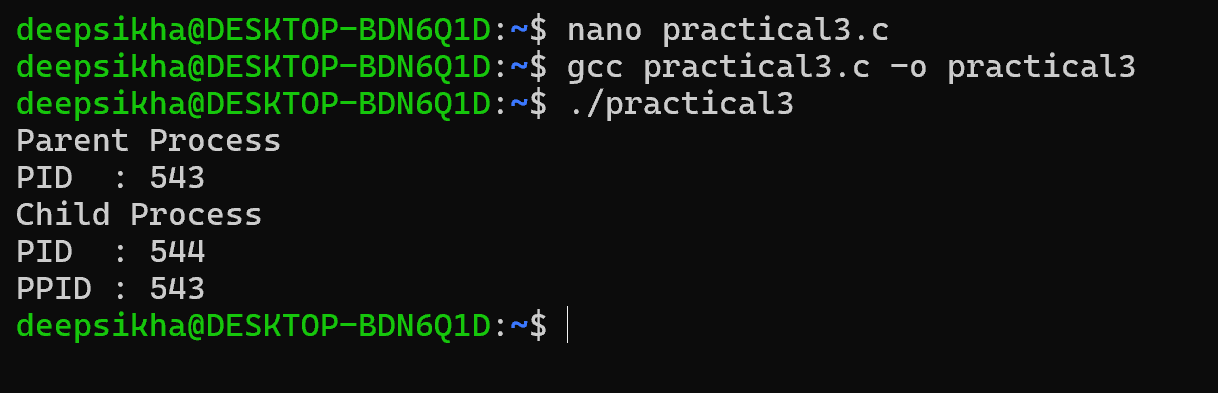 deepsikha@DESKTOP-BDN6Q1D:~$ nano practical3.c
deepsikha@DESKTOP-BDN6Q1D:~$ gcc practical3.c -o practical3
deepsikha@DESKTOP-BDN6Q1D:~$ ./practical3
Parent Process
PID  : 543
Child Process
PID  : 544
PPID : 543
deepsikha@DESKTOP-BDN6Q1D:~$